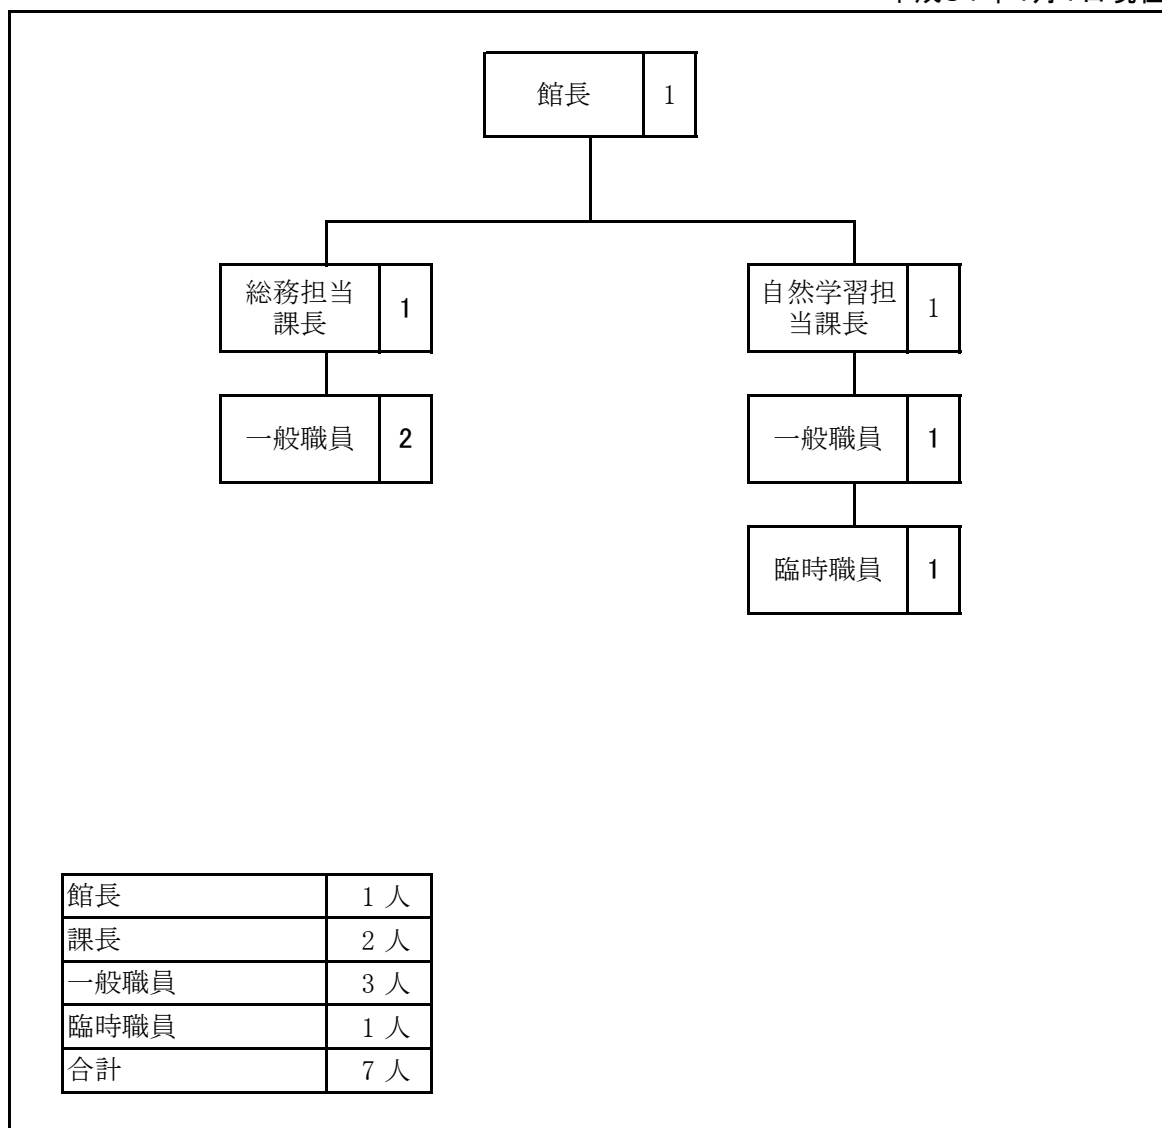 館長 1
総務担当
課長 1
自然学習担
当課長 1
一般職員 2
一般職員 1
臨時職員 1
館長 1 人
課長 2 人
一般職員 3 人
臨時職員 1 人
合計 7 人